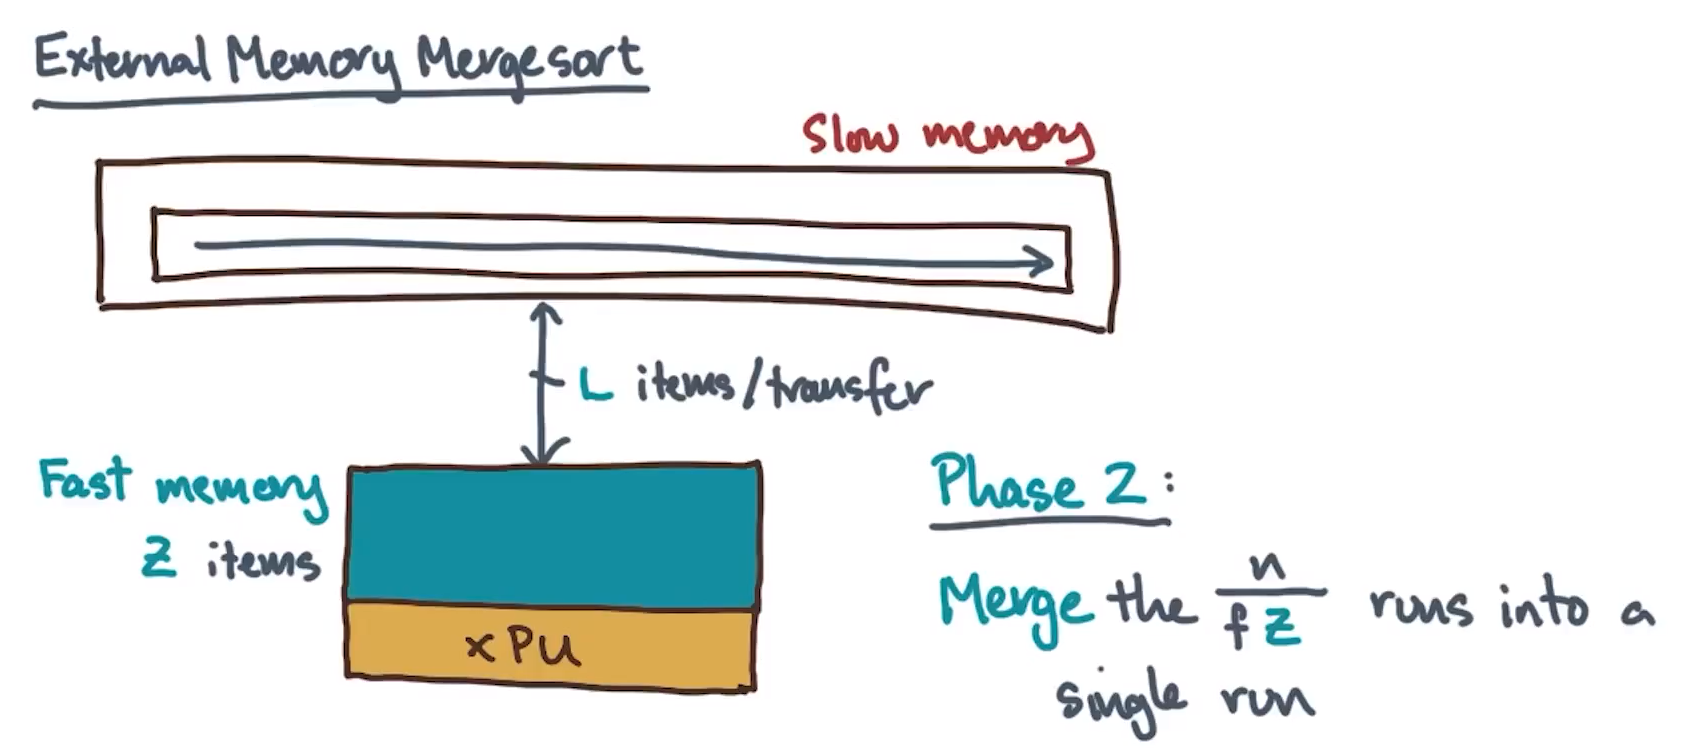 External Memory Mergesort
Slow memory
L items/transfer
Fast memory
Z items
xPU
Phase 2:
Merge the n/fZ runs into a
single run